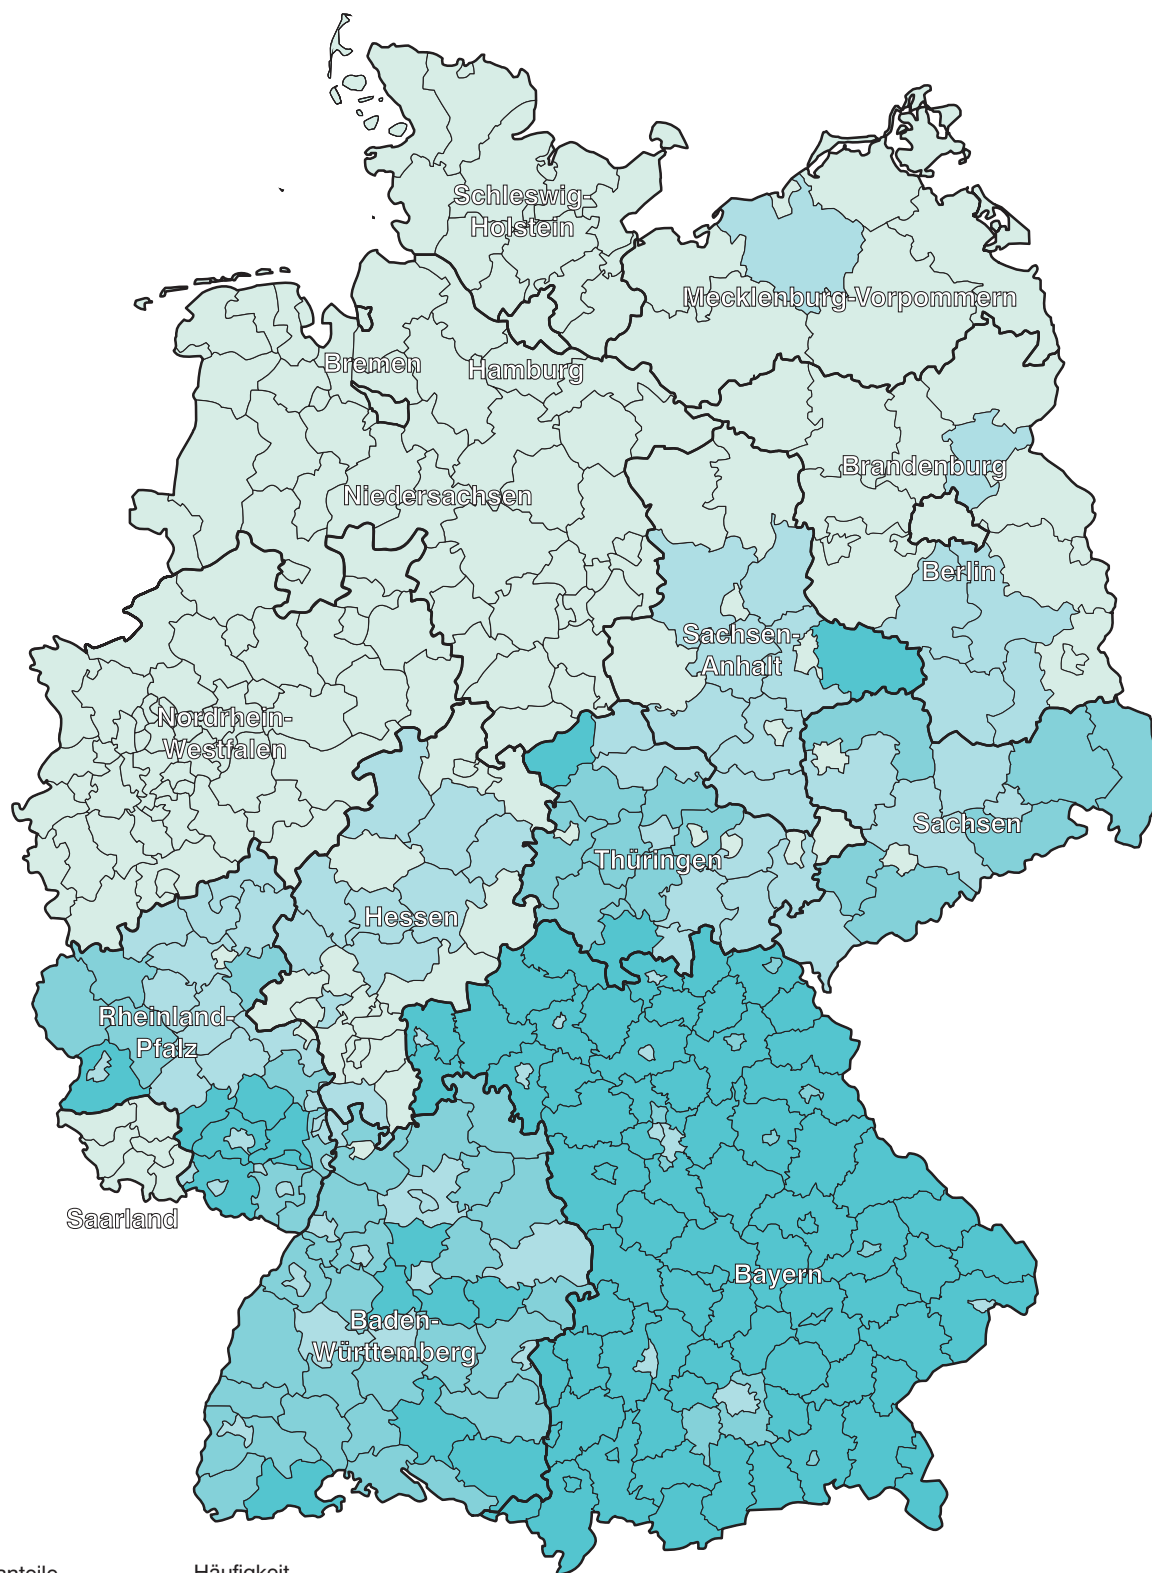 Schleswig-
Holstein
Mecklenburg-Vorpommern
Bremen
Hamburg
Brandenburg
Niedersachsen
Berlin
Sachsen-
Anhalt
Nordrhein-
Westfalen
Sachsen
Thüringen
Hessen
Rheinland-
Pfalz
Saarland
Bayern
Baden-
Württemberg
Häufigkeit